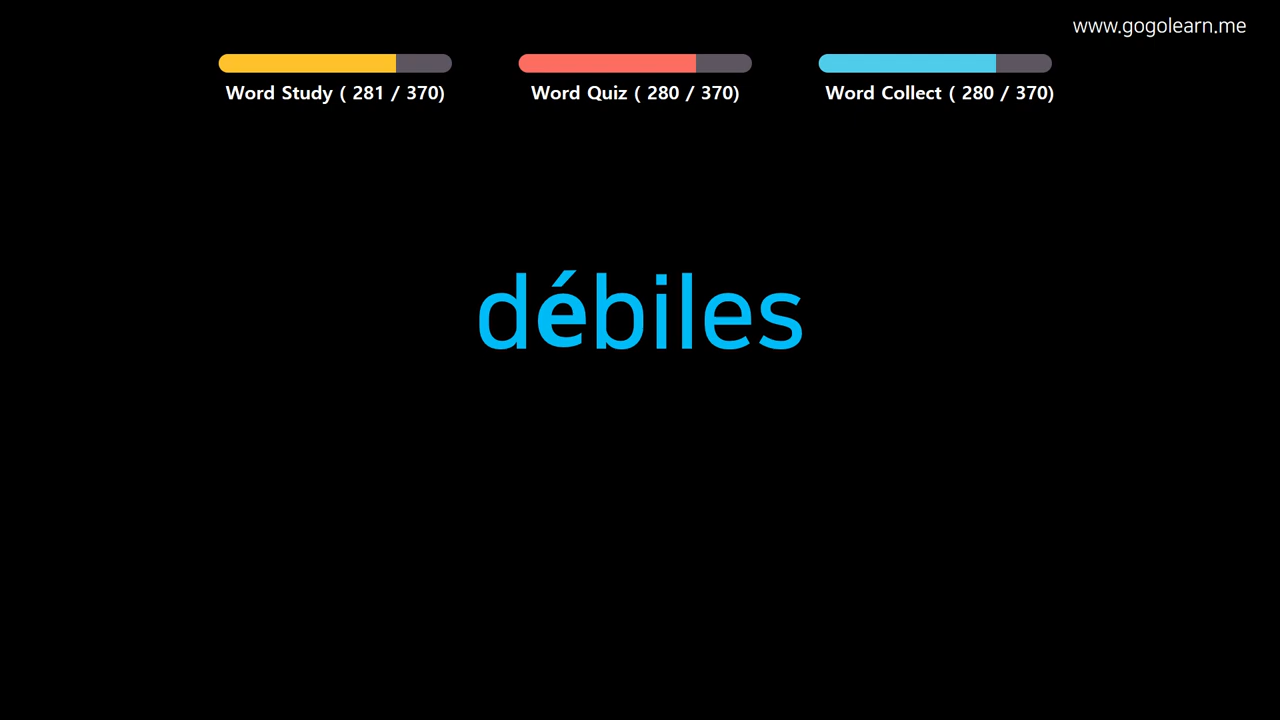 www.gogolearn.me
Word Study ( 281 / 370)
Word Quiz ( 280 / 370)
Word Collect ( 280 / 370)
débiles